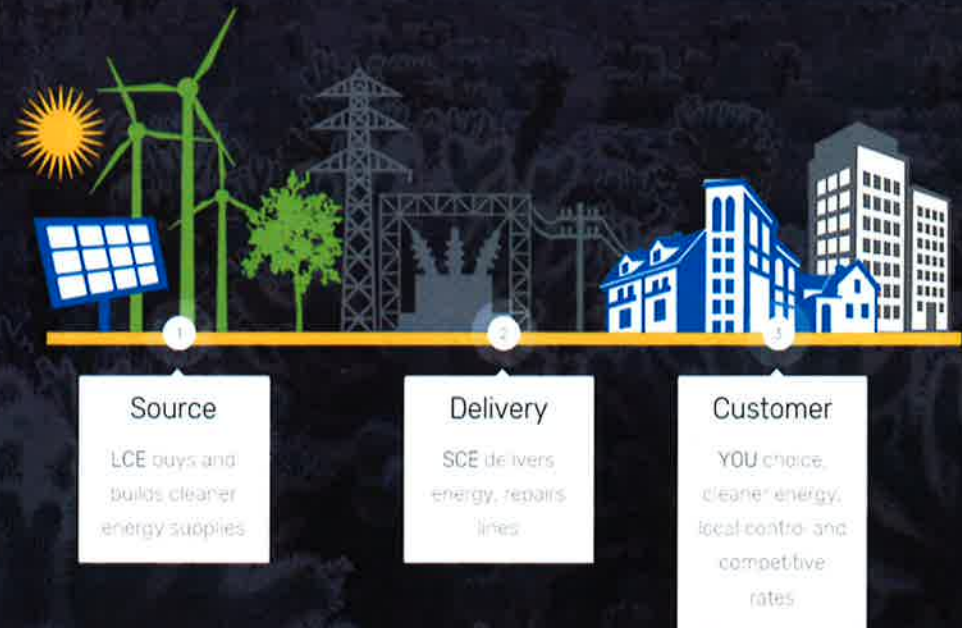 1
2
3
Source
LCE buys and
builds cleaner
energy supplies
Delivery
SCE delivers
energy, repairs
lines
Customer
YOU choice,
cleaner energy,
local control and
competitive
rates